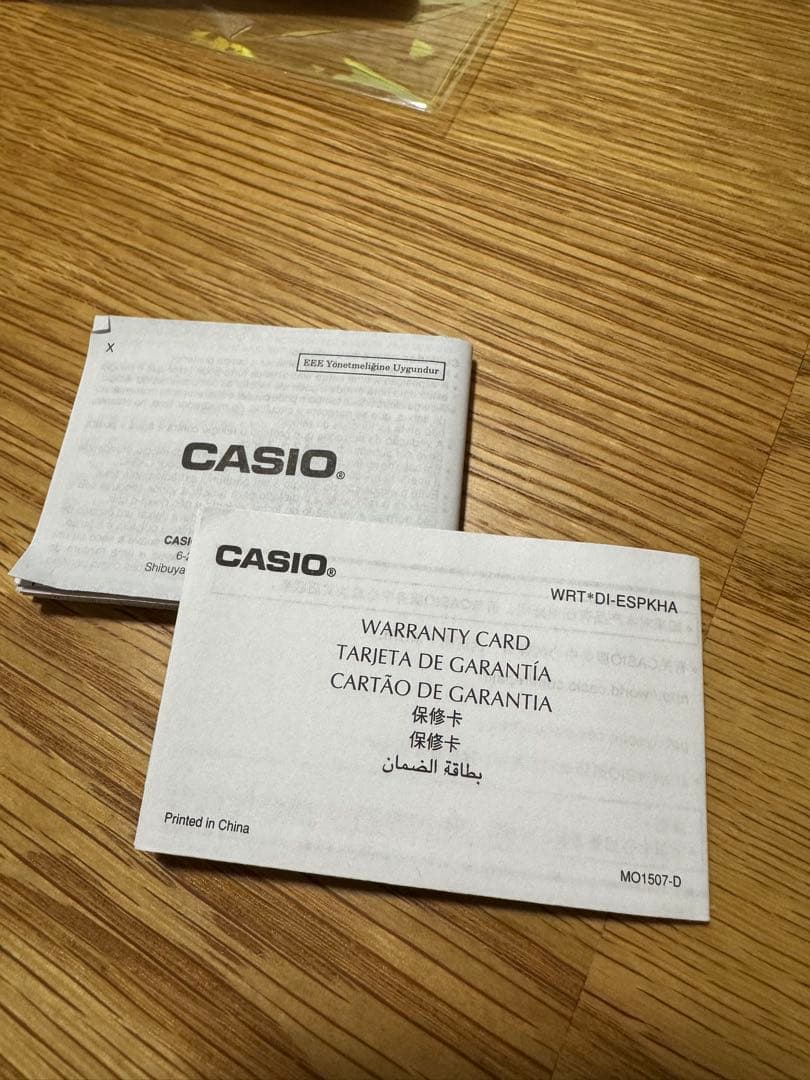 X
EEE Yönetmeliğine Uygundur
CASIO®
Shibuya
CASIO®
WRT*DI-ESPKHA
WARRANTY CARD
TARJETA DE GARANTÍA
CARTÃO DE GARANTIA
保修卡
保修卡
بطاقة الضمان
Printed in China
MO1507-D